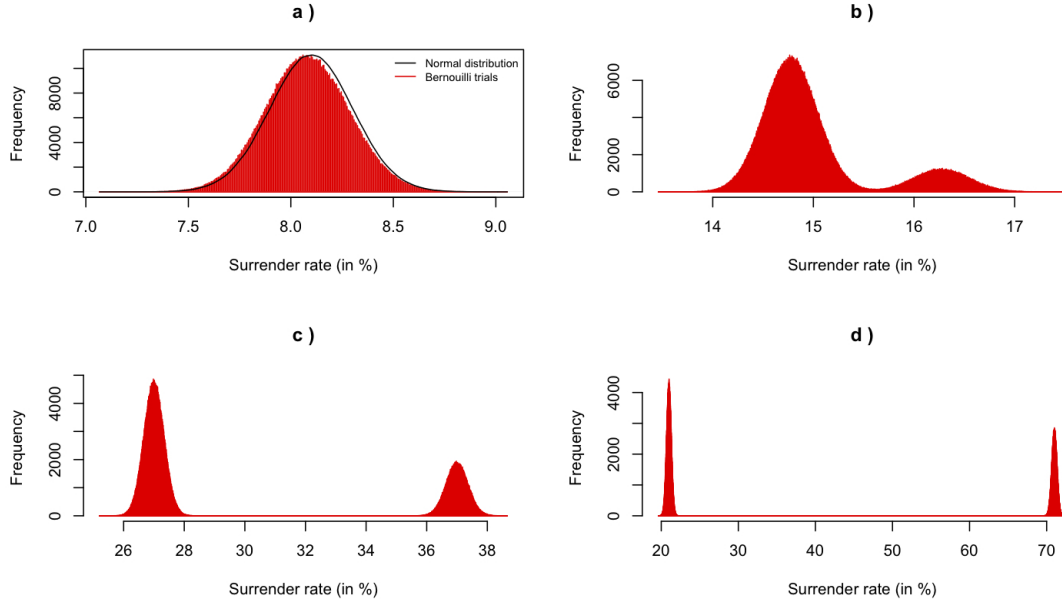 a )
Frequency
0
4000
8000
Normal distribution
Bernouilli trials
7.0 7.5 8.0 8.5 9.0
Surrender rate (in %)
b )
Frequency
0
2000
6000
14 15 16 17
Surrender rate (in %)
c )
Frequency
0
2000
4000
26 28 30 32 34 36 38
Surrender rate (in %)
d )
Frequency
0
2000
4000
20 30 40 50 60 70
Surrender rate (in %)